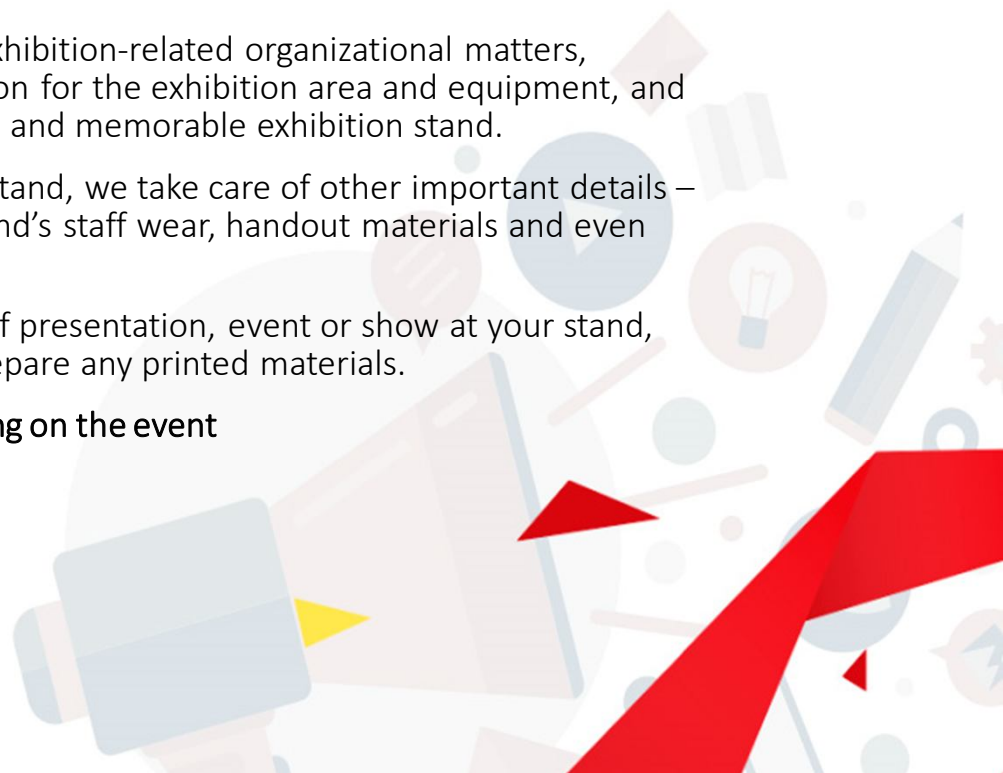 xhibition-related organizational matters,
on for the exhibition area and equipment, and
and memorable exhibition stand.
tand, we take care of other important details –
nd’s staff wear, handout materials and even
f presentation, event or show at your stand,
epare any printed materials.
ng on the event